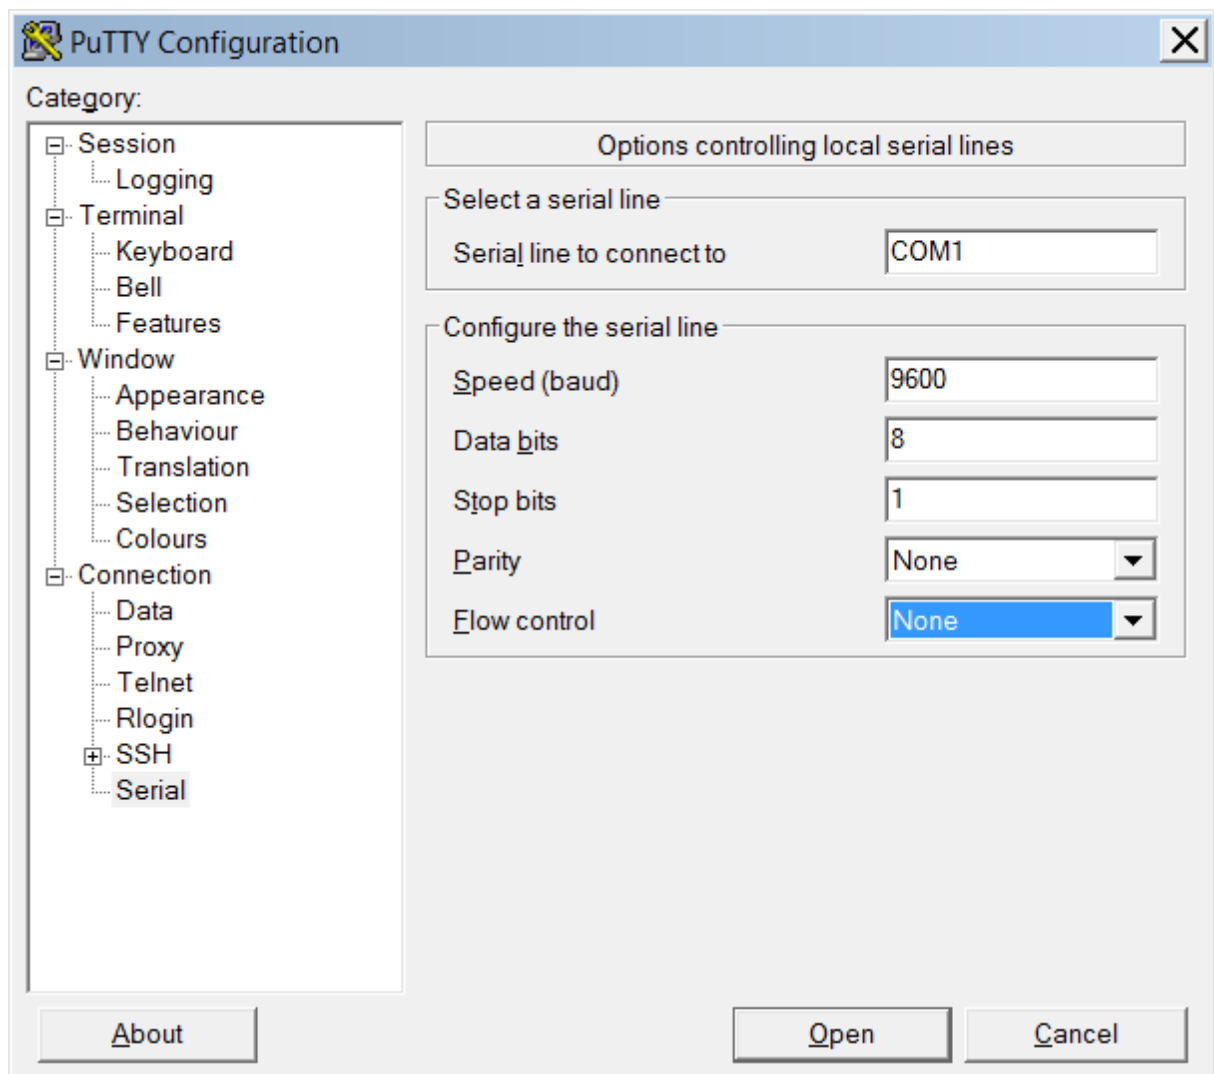 PuTTY Configuration
Category:
Session
Logging
Terminal
Keyboard
Bell
Features
Window
Appearance
Behaviour
Translation
Selection
Colours
Connection
Data
Proxy
Telnet
Rlogin
SSH
Serial
Options controlling local serial lines
Select a serial line
Serial line to connect to COM1
Configure the serial line
Speed (baud) 9600
Data bits 8
Stop bits 1
Parity None
Flow control None
About Open Cancel